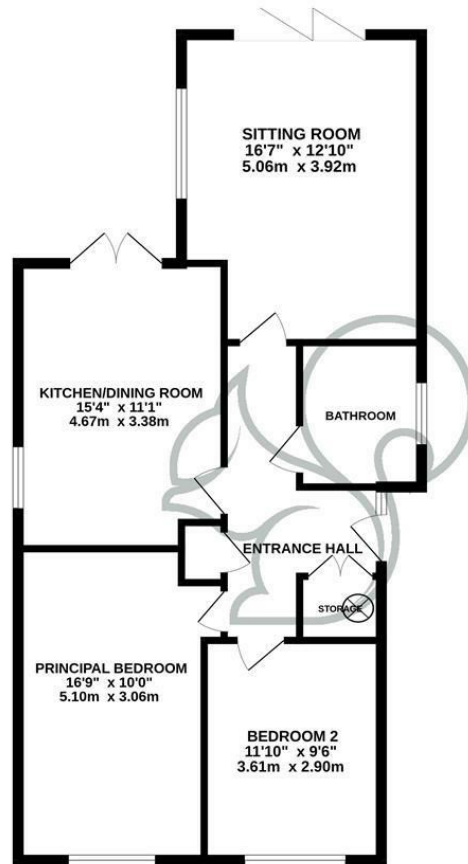 SITTING ROOM
16'7" x 12'10"
5.06m x 3.92m
KITCHEN/DINING ROOM
15'4" x 11'1"
4.67m x 3.38m
BATHROOM
ENTRANCE HALL
STORAGE
PRINCIPAL BEDROOM
16'9" x 10'0"
5.10m x 3.06m
BEDROOM 2
11'10" x 9'6"
3.61m x 2.90m